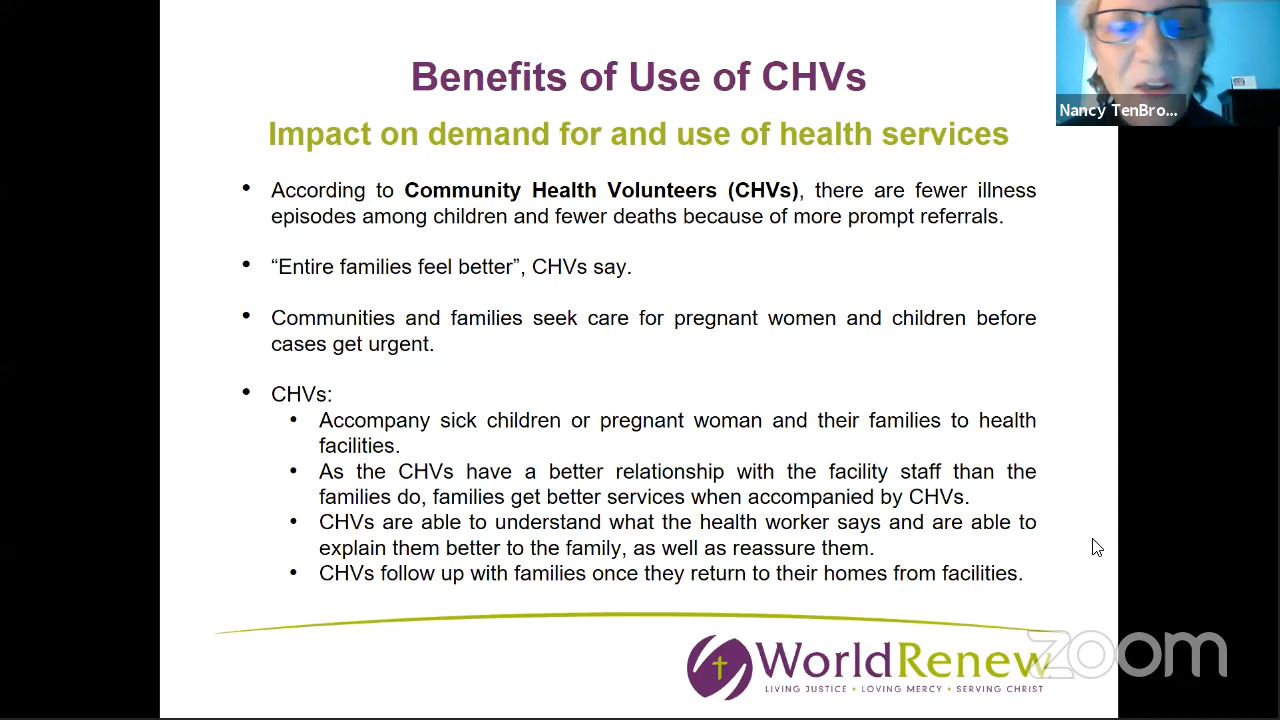 Benefits of Use of CHVs
Nancy TenBro...
Impact on demand for and use of health services
• According to Community Health Volunteers (CHVs), there are fewer illness
episodes among children and fewer deaths because of more prompt referrals.
• “Entire families feel better”, CHVs say.
• Communities and families seek care for pregnant women and children before
cases get urgent.
• CHVs:
• Accompany sick children or pregnant woman and their families to health
facilities.
• As the CHVs have a better relationship with the facility staff than the
families do, families get better services when accompanied by CHVs.
• CHVs are able to understand what the health worker says and are able to
explain them better to the family, as well as reassure them.
• CHVs follow up with families once they return to their homes from facilities.
WorldRenew
LIVING JUSTICE • LOVING MERCY • SERVING CHRIST
zoom